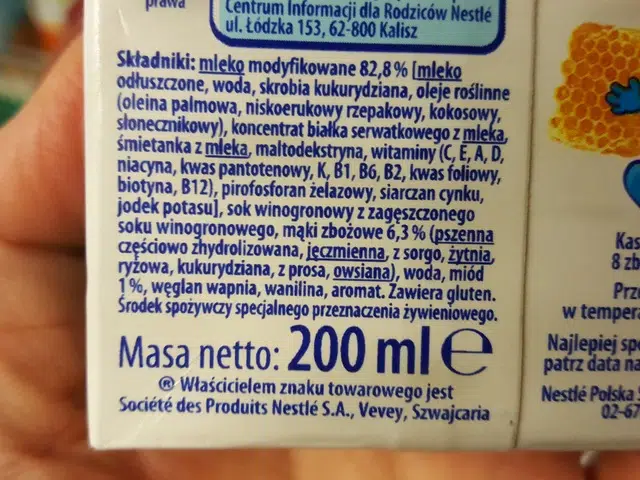 prawa
Centrum Informacji dla Rodziców Nestlé
ul. Łódzka 153, 62-800 Kalisz
Składniki: mleko modyfikowane 82,8% [mleko
odtłuszczone, woda, skrobia kukurydziana, oleje roślinne
(oleina palmowa, niskoerukowy rzepakowy, kokosowy,
słonecznikowy), koncentrat białka serwatkowego z mleka,
śmietanka z mleka, maltodekstryna, witaminy (C, E, A, D,
niacyna, kwas pantotenowy, K, B1, B6, B2, kwas foliowy,
biotyna, B12), pirofosforan żelazowy, siarczan cynku,
jodek potasu], sok winogronowy z zagęszczonego
soku winogronowego, mąki zbożowe 6,3% (pszenna
częściowo zhydrolizowana, jęczmienna, z sorgo, żytnia,
ryżowa, kukurydziana, z prosa, owsiana), woda, miód
1%, węglan wapnia, wanilina, aromat. Zawiera gluten.
Środek spożywczy specjalnego przeznaczenia żywieniowego.
Masa netto: 200 ml e
® Właścicielem znaku towarowego jest
Société des Produits Nestlé S.A., Vevey, Szwajcaria
8 zb
w tempera
Najlepiej sp
patrz data na
Nestlé Polska S
02-67